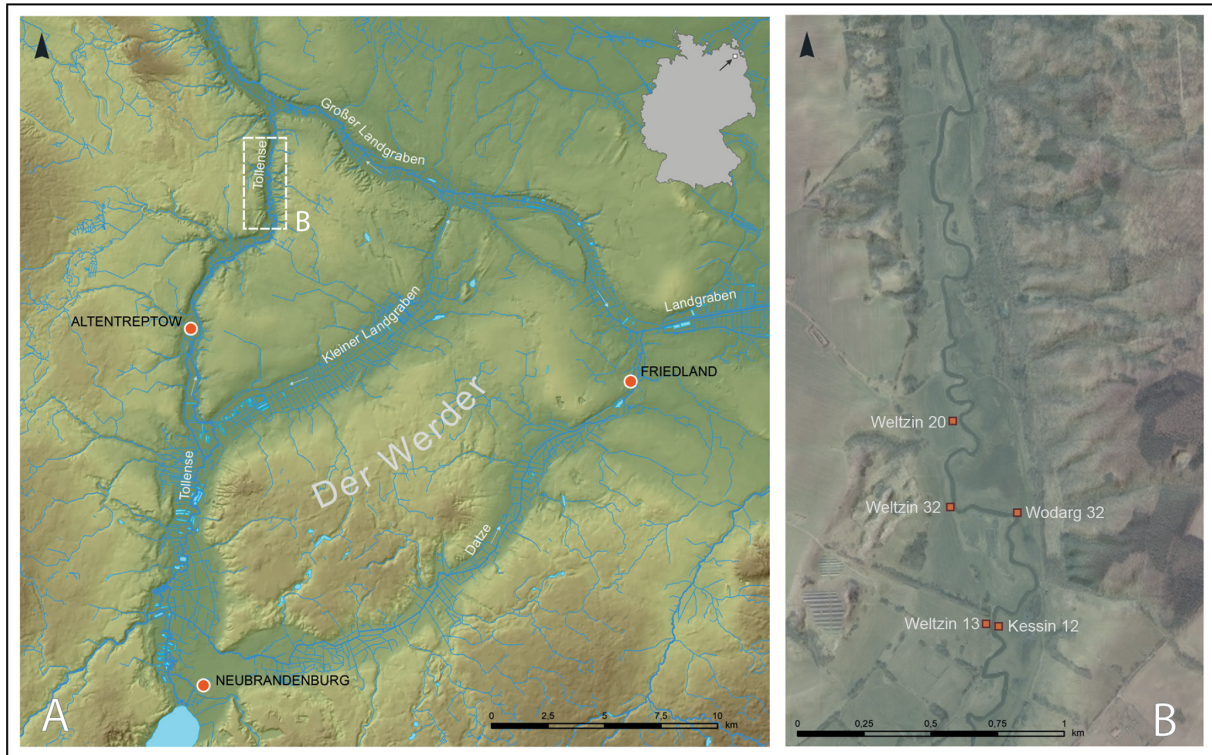 Großer Landgraben
Tollense
B
ALTENTREPTOW
Kleiner Landgraben
Landgraben
FRIEDLAND
Der Werder
Tollense
Datze
NEUBRANDENBURG
A
0 2,5 5 10
km
Weltzin 20
Weltzin 32
Wodarg 32
Weltzin 13
Kessin 12
0 0,25 0,5 0,75 1
km
B